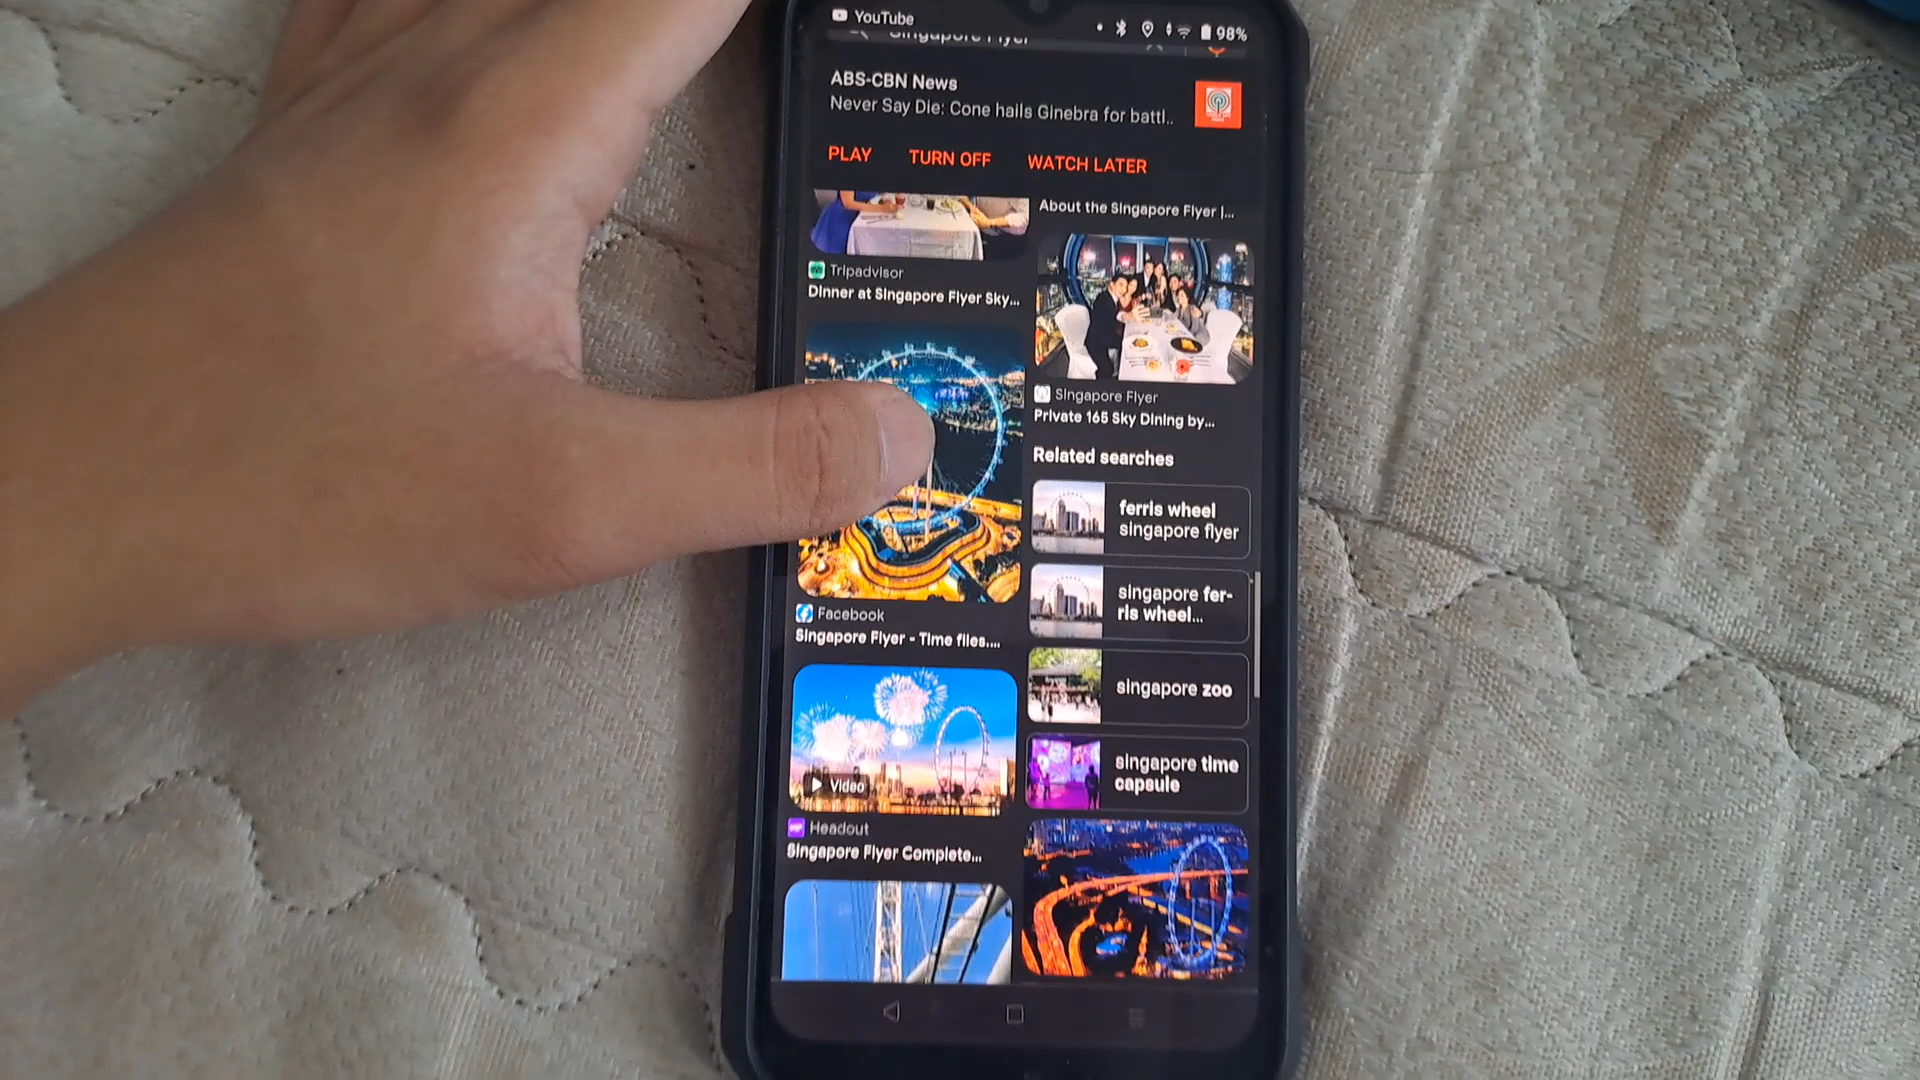 YouTube
98%
Singapore Flyer
ABS-CBN News
Never Say Die: Cone hails Ginebra for battl..
PLAY TURN OFF WATCH LATER
About the Singapore Flyer |...
Tripadvisor
Dinner at Singapore Flyer Sky...
Singapore Flyer
Private 165 Sky Dining by...
Related searches
ferris wheel
singapore flyer
singapore fer-
ris wheel...
singapore zoo
singapore time
capsule
Facebook
Singapore Flyer - Time flies....
Video
Headout
Singapore Flyer Complete...